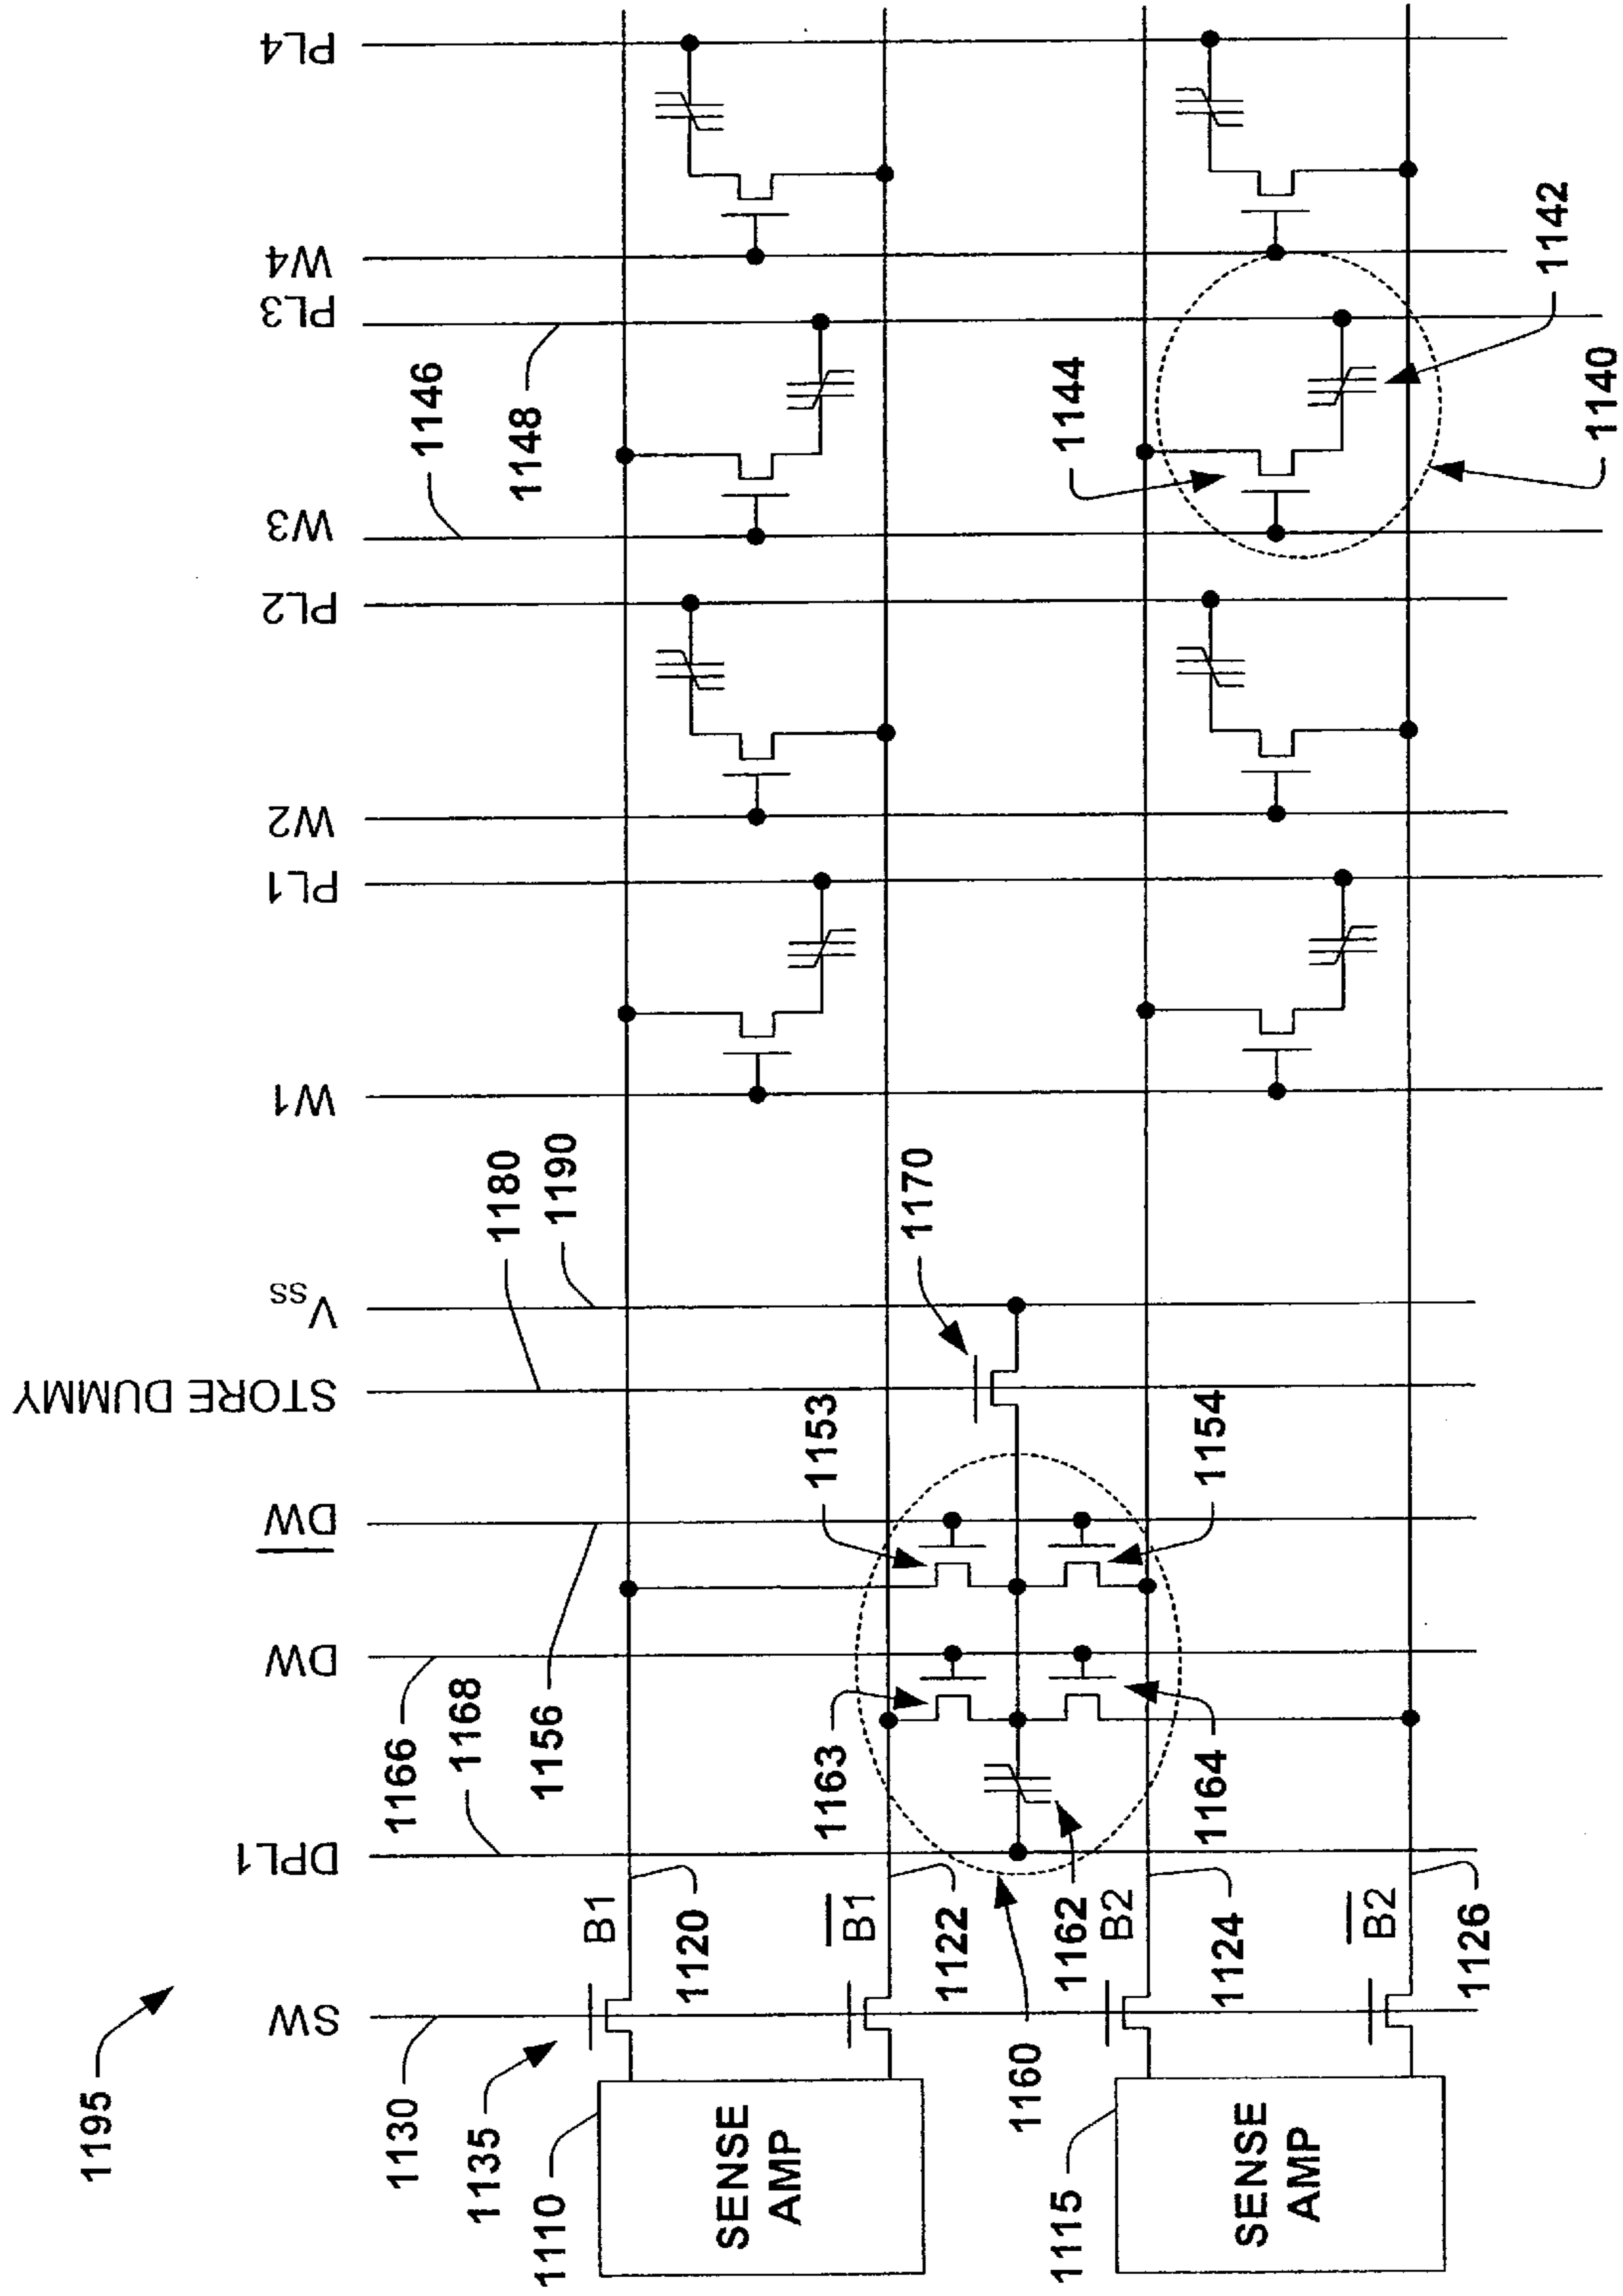 1195
SW
1130
1135
1110
SENSE
AMP
1115
SENSE
AMP
B1
1120
B1
1122
B2
1124
B2
1126
DPL1
1168
DW
1166
DW
1156
1163
1164
1162
1160
1153
1154
STORE DUMMY
1180
VSS
1190
1170
W1
PL1
W2
PL2
W3
1146
PL3
1148
W4
PL4
1144
1142
1140